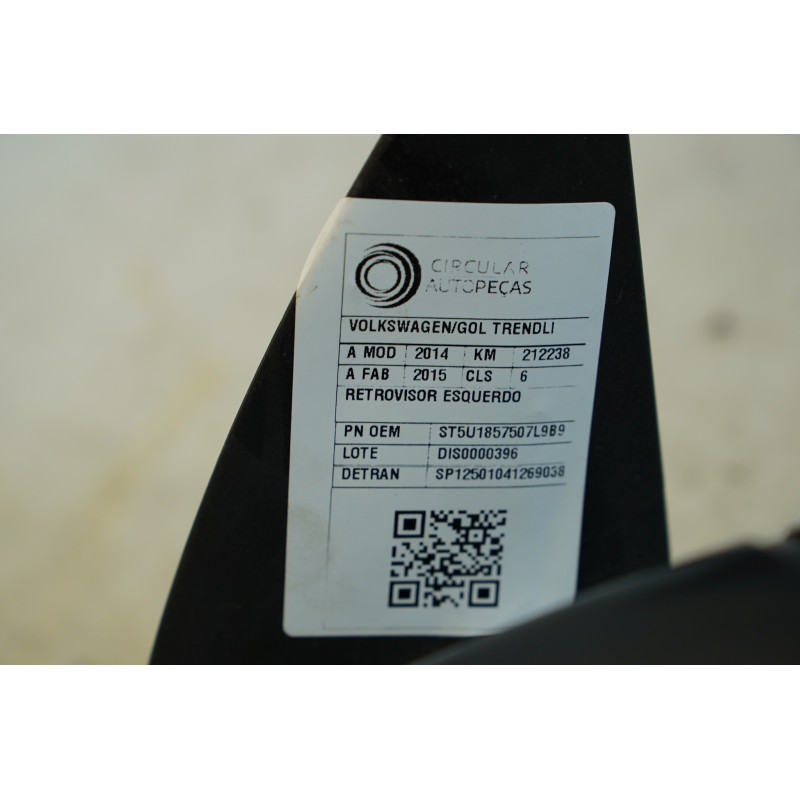 CIRCULAR
AUTOPEÇAS
VOLKSWAGEN/GOL TRENDLI
A MOD 2014 KM 212238
A FAB 2015 CLS 6
RETROVISOR ESQUERDO
PN OEM ST5U1857507L9B9
LOTE DIS0000396
DETRAN SP12501041269038